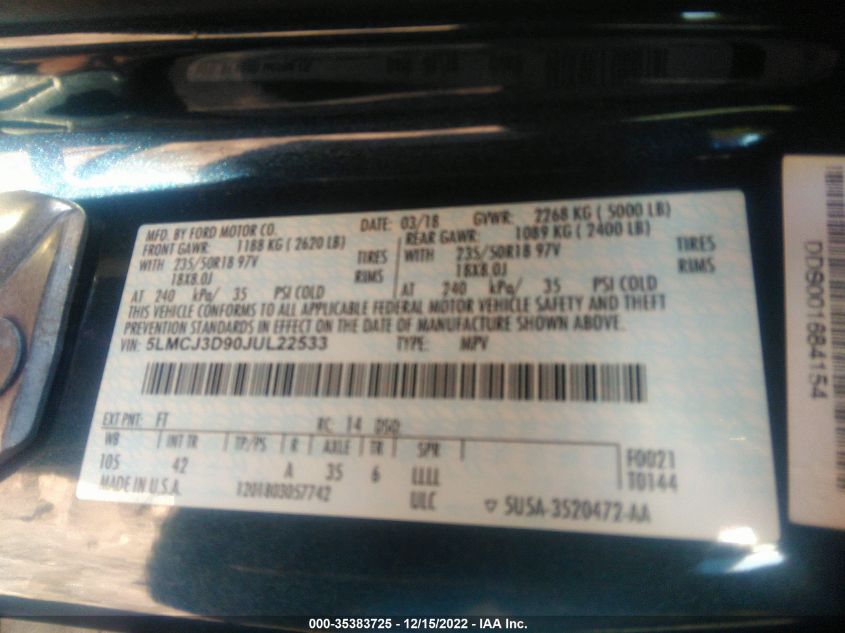 MFD. BY FORD MOTOR CO. DATE: 03/18 GVWR: 2268 KG ( 5000 LB)
FRONT GAWR: 1188 KG ( 2620 LB) REAR GAWR: 1089 KG ( 2400 LB)
WITH 235/50R18 97V TIRES WITH 235/50R18 97V TIRES
18X8.0J RIMS 18X8.0J RIMS
AT 240 kPa/ 35 PSI COLD AT 240 kPa/ 35 PSI COLD
THIS VEHICLE CONFORMS TO ALL APPLICABLE FEDERAL MOTOR VEHICLE SAFETY AND THEFT
PREVENTION STANDARDS IN EFFECT ON THE DATE OF MANUFACTURE SHOWN ABOVE.
VIN: 5LMCJ3D90JUL22533 TYPE: MPV
EXT PNT: FT RC: 14 DSO:
WB INT TR TP/PS R AXLE TR SPR F0021
105 42 A 35 6 LLLL T0144
MADE IN U.S.A. 1201803057742 ULC 5U5A-3520472-AA
DDS001684154
000-35383725 - 12/15/2022 - IAA Inc.